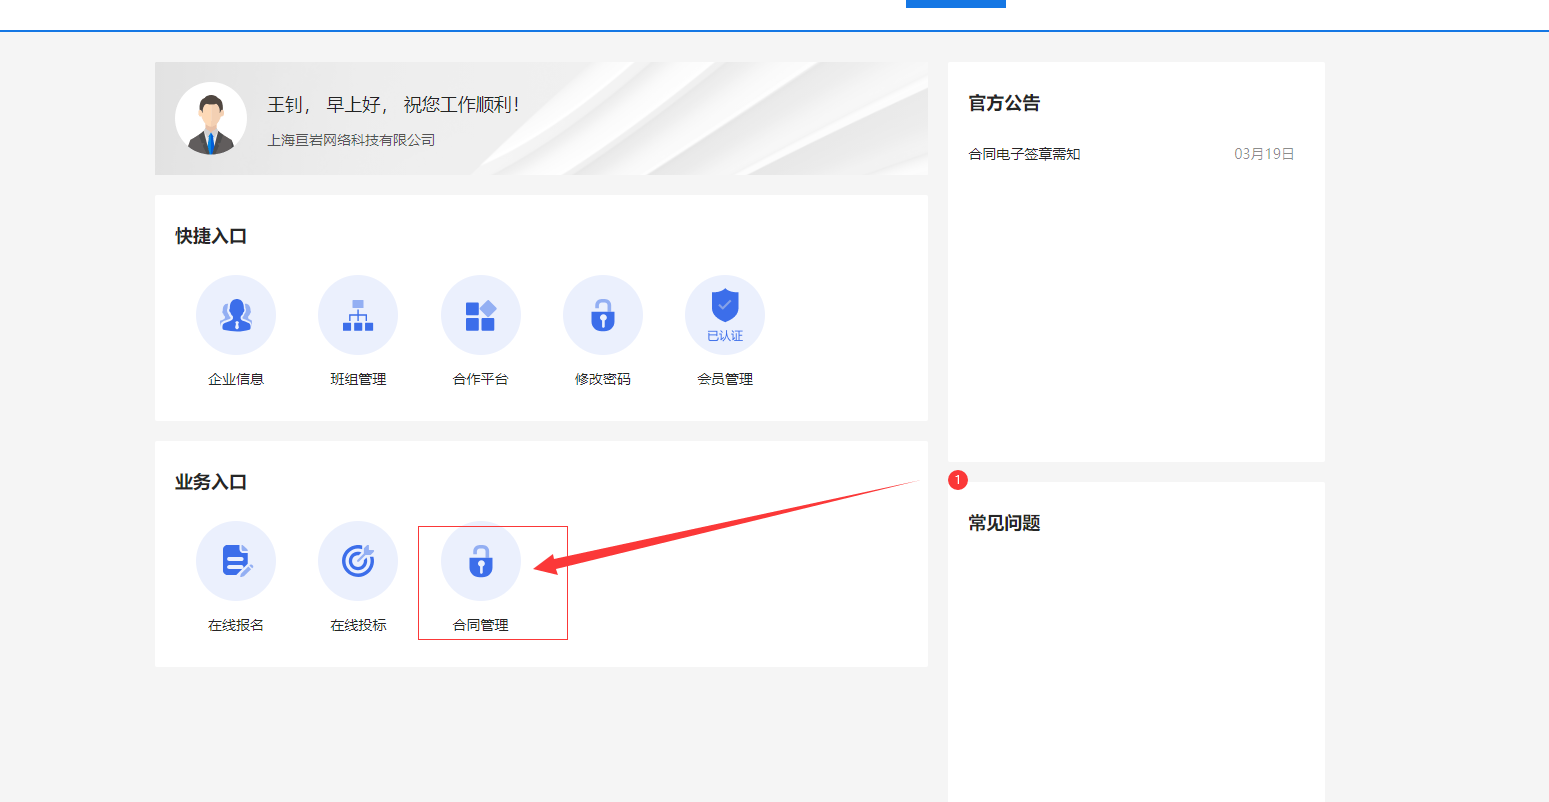 王钊， 早上好， 祝您工作顺利！
上海亘岩网络科技有限公司
快捷入口
企业信息
班组管理
合作平台
修改密码
已认证
会员管理
业务入口
在线报名
在线投标
合同管理
官方公告
合同电子签章需知 03月19日
1
常见问题